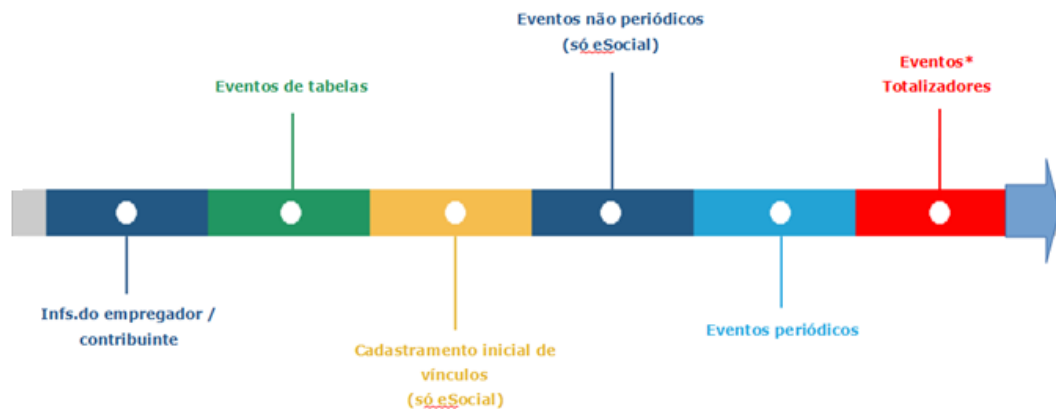 Eventos não periódicos
(só eSocial)
Eventos*
Totalizadores
Eventos de tabelas
Infs.do empregador /
contribuinte
Eventos periódicos
Cadastramento inicial de
vínculos
(só eSocial)